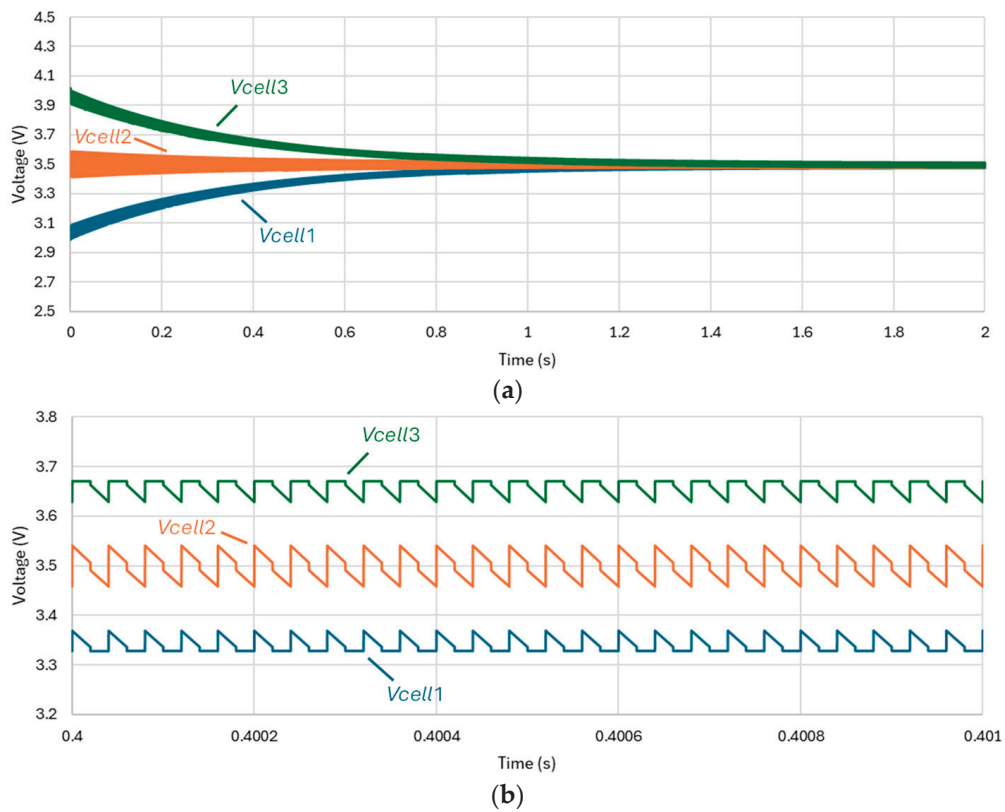 4.5
4.3
4.1
3.9
3.7
3.5
3.3
3.1
2.9
2.7
2.5
Voltage (V)
Vcell3
Vcell2
Vcell1
0 0.2 0.4 0.6 0.8 1 1.2 1.4 1.6 1.8 2
Time (s)
(a)
3.8
3.7
3.6
3.5
3.4
3.3
3.2
Voltage (V)
Vcell3
Vcell2
Vcell1
0.4 0.4002 0.4004 0.4006 0.4008 0.401
Time (s)
(b)